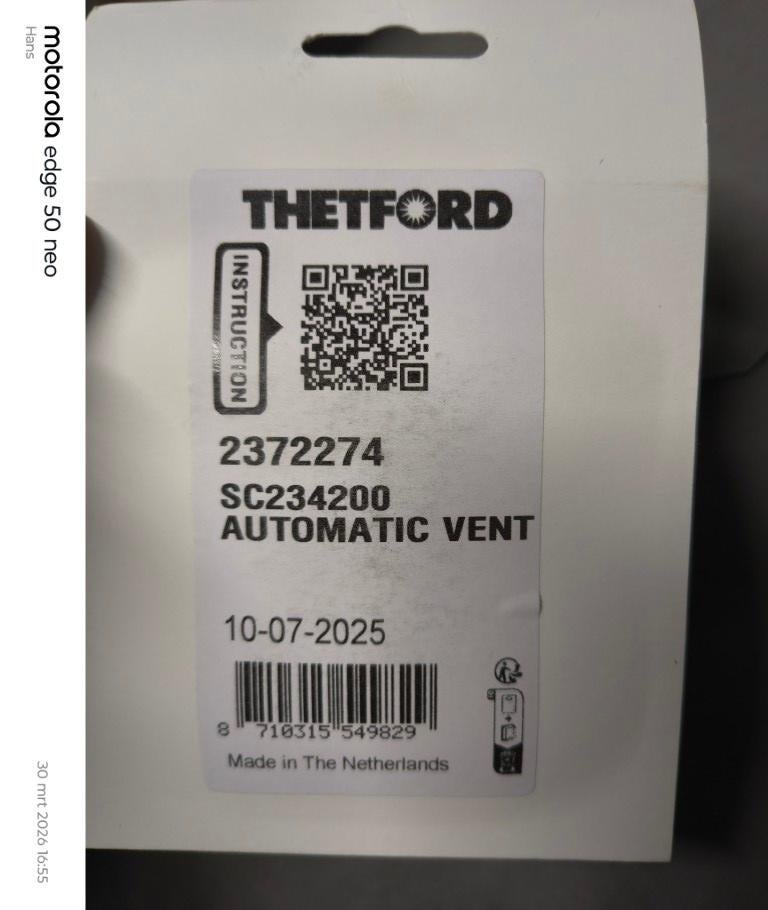 THETFORD
INSTRUCTION
2372274
SC234200
AUTOMATIC VENT
10-07-2025
8 710315 549829
Made in The Netherlands
motorola edge 50 neo
Hans
30 mrt 2026 16:55